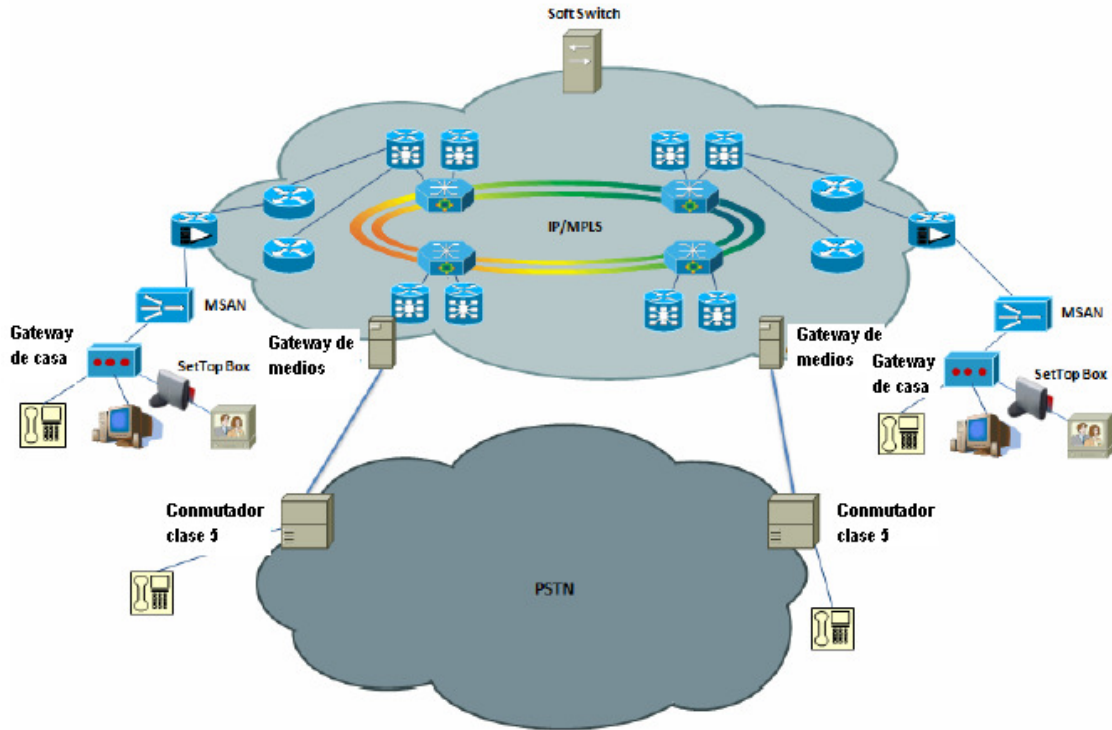 Soft Switch
IP/MPLS
MSAN
Gateway
de casa
SetTop Box
Gateway de
medios
Gateway de
medios
MSAN
Gateway
de casa
SetTop Box
Conmutador
clase 5
Conmutador
clase 5
PSTN